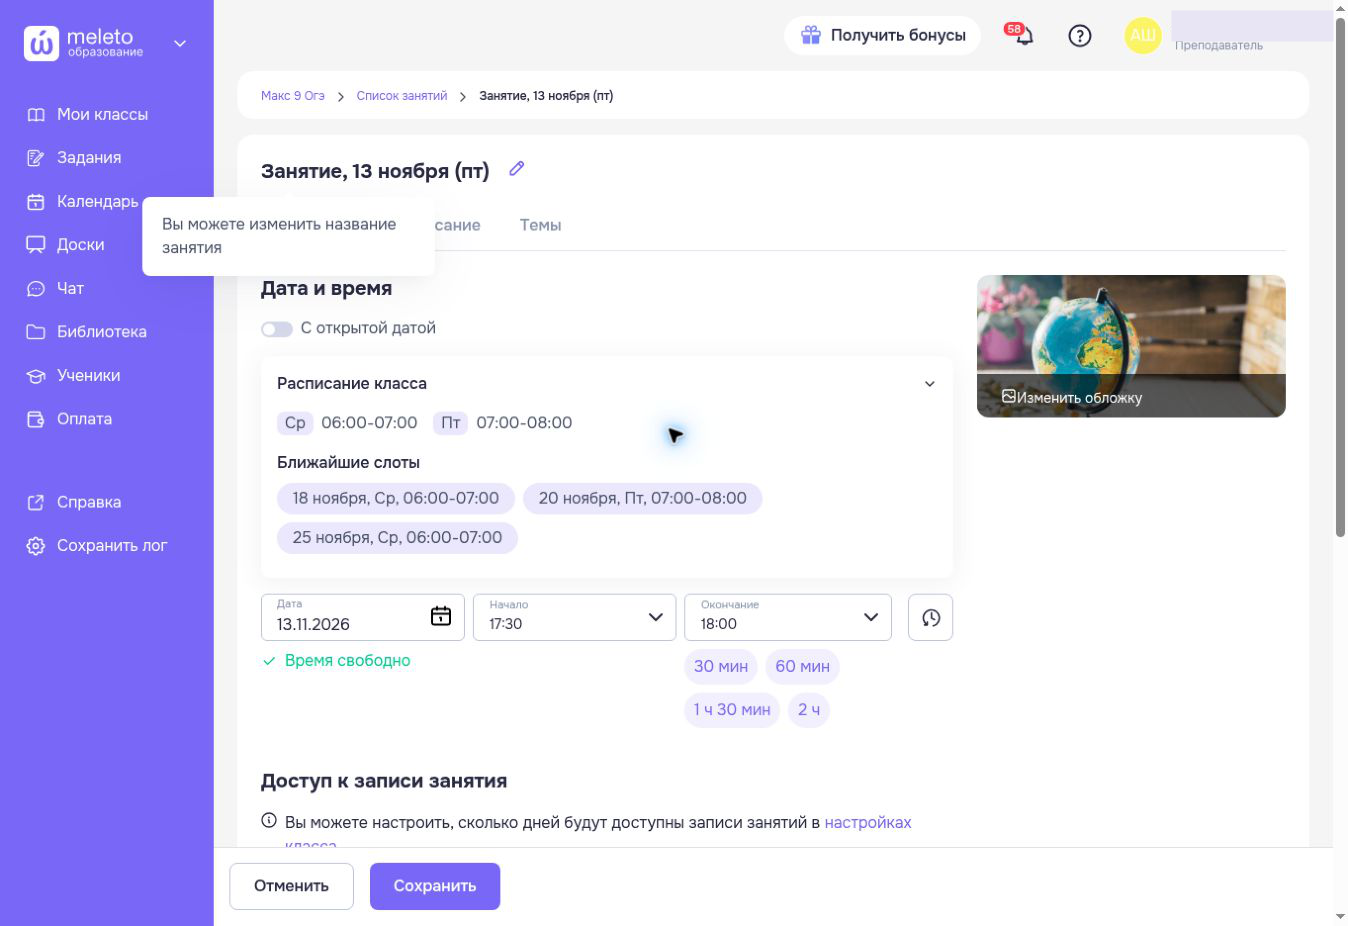 meleto
образование
Получить бонусы
58
АШ
Преподаватель
Мои классы
Задания
Календарь
Доски
Чат
Библиотека
Ученики
Оплата
Справка
Сохранить лог
Макс 9 Огэ
Список занятий
Занятие, 13 ноября (пт)
Занятие, 13 ноября (пт)
Вы можете изменить название
занятия
сание
Темы
Дата и время
С открытой датой
Расписание класса
Ср 06:00-07:00 Пт 07:00-08:00
Ближайшие слоты
18 ноября, Ср, 06:00-07:00
20 ноября, Пт, 07:00-08:00
25 ноября, Ср, 06:00-07:00
Изменить обложку
Дата
13.11.2026
Начало
17:30
Окончание
18:00
Время свободно
30 мин
60 мин
1 ч 30 мин
2 ч
Доступ к записи занятия
Вы можете настроить, сколько дней будут доступны записи занятий в настройках
класса
Отменить
Сохранить